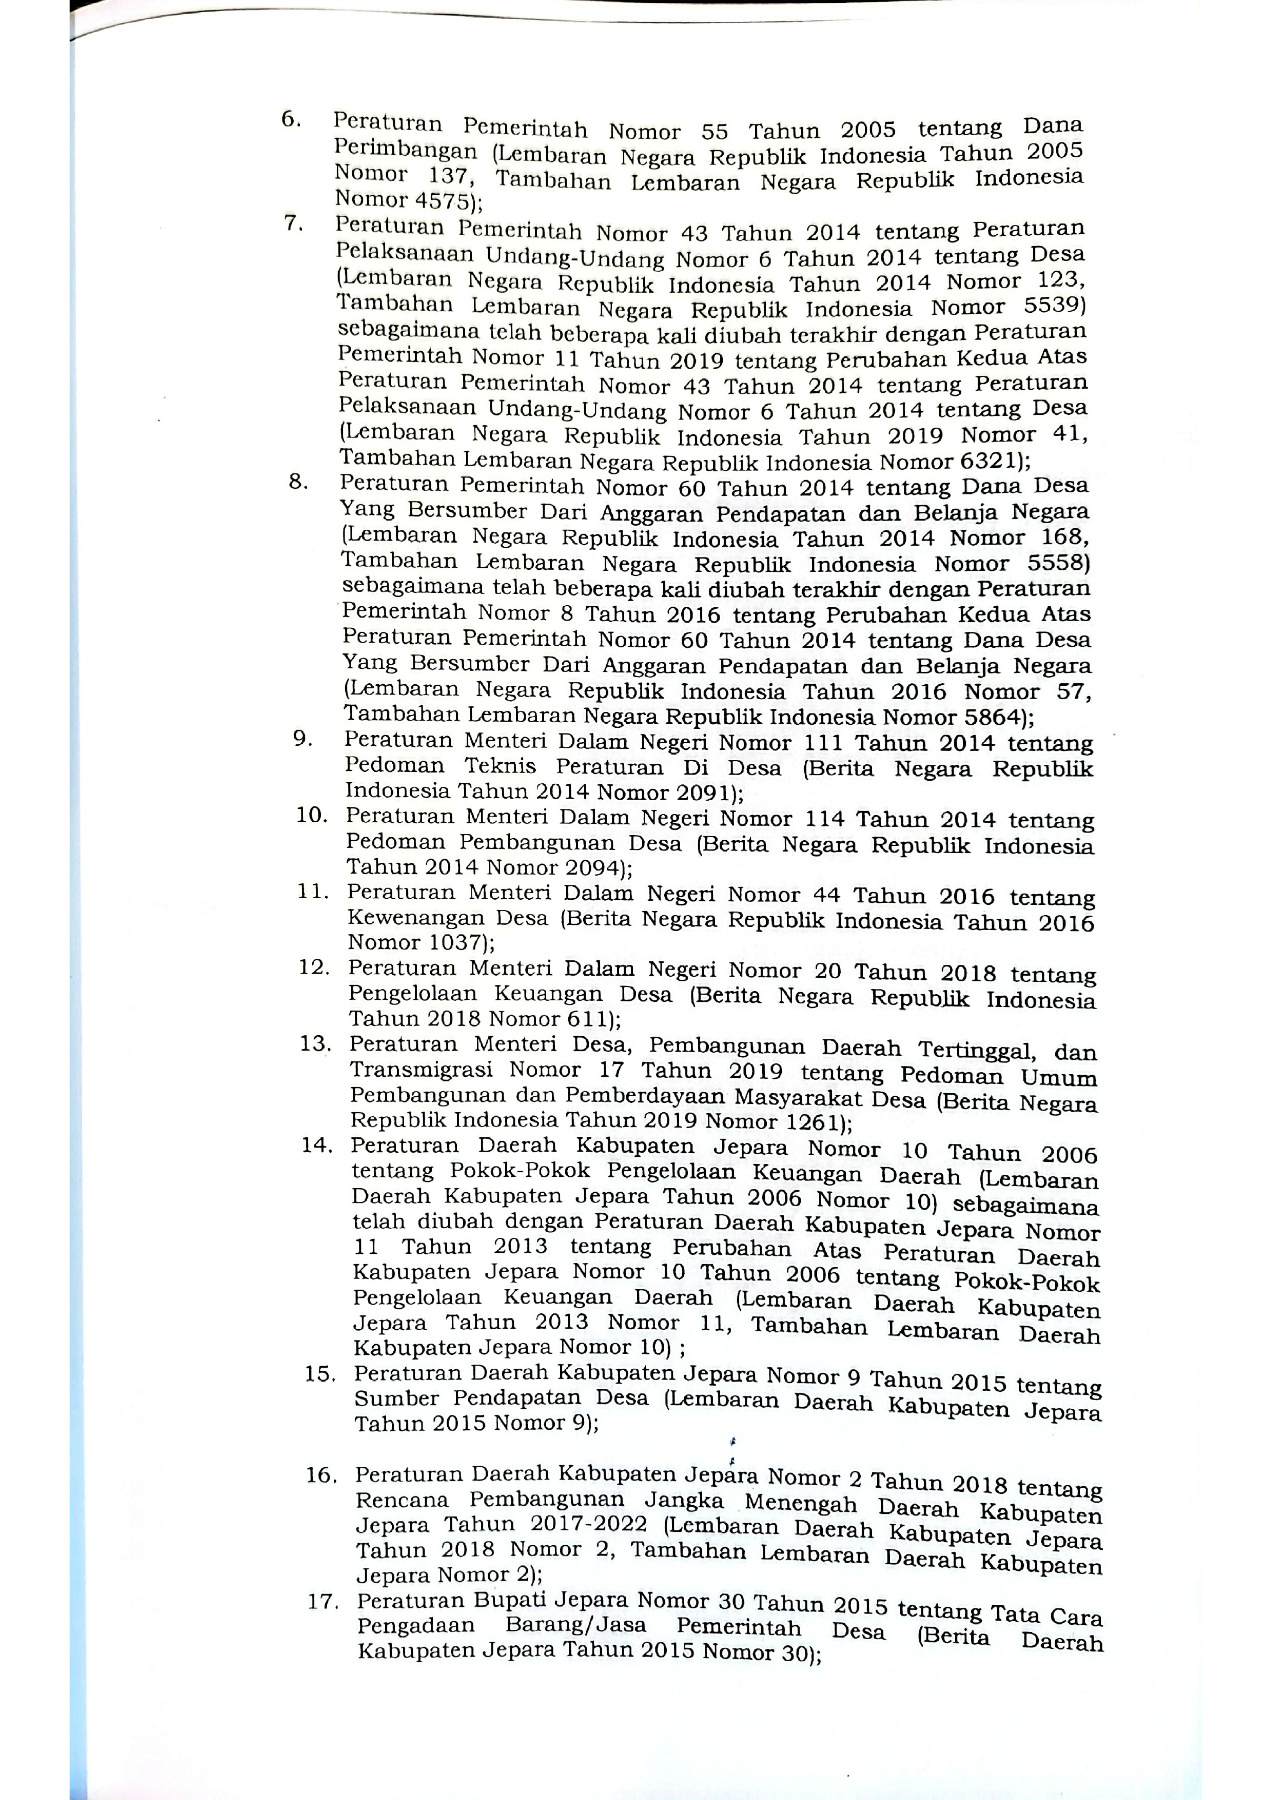 6. Peraturan Pemerintah Nomor 55 Tahun 2005 tentang Dana
Perimbangan (Lembaran Negara Republik Indonesia Tahun 2005
Nomor 137, Tambahan Lembaran Negara Republik Indonesia
Nomor 4575);
7. Peraturan Pemerintah Nomor 43 Tahun 2014 tentang Peraturan
Pelaksanaan Undang-Undang Nomor 6 Tahun 2014 tentang Desa
(Lembaran Negara Republik Indonesia Tahun 2014 Nomor 123,
Tambahan Lembaran Negara Republik Indonesia Nomor 5539)
sebagaimana telah beberapa kali diubah terakhir dengan Peraturan
Pemerintah Nomor 11 Tahun 2019 tentang Perubahan Kedua Atas
Peraturan Pemerintah Nomor 43 Tahun 2014 tentang Peraturan
Pelaksanaan Undang-Undang Nomor 6 Tahun 2014 tentang Desa
(Lembaran Negara Republik Indonesia Tahun 2019 Nomor 41,
Tambahan Lembaran Negara Republik Indonesia Nomor 6321);
8. Peraturan Pemerintah Nomor 60 Tahun 2014 tentang Dana Desa
Yang Bersumber Dari Anggaran Pendapatan dan Belanja Negara
(Lembaran Negara Republik Indonesia Tahun 2014 Nomor 168,
Tambahan Lembaran Negara Republik Indonesia Nomor 5558)
sebagaimana telah beberapa kali diubah terakhir dengan Peraturan
Pemerintah Nomor 8 Tahun 2016 tentang Perubahan Kedua Atas
Peraturan Pemerintah Nomor 60 Tahun 2014 tentang Dana Desa
Yang Bersumber Dari Anggaran Pendapatan dan Belanja Negara
(Lembaran Negara Republik Indonesia Tahun 2016 Nomor 57,
Tambahan Lembaran Negara Republik Indonesia Nomor 5864);
9. Peraturan Menteri Dalam Negeri Nomor 111 Tahun 2014 tentang
Pedoman Teknis Peraturan Di Desa (Berita Negara Republik
Indonesia Tahun 2014 Nomor 2091);
10. Peraturan Menteri Dalam Negeri Nomor 114 Tahun 2014 tentang
Pedoman Pembangunan Desa (Berita Negara Republik Indonesia
Tahun 2014 Nomor 2094);
11. Peraturan Menteri Dalam Negeri Nomor 44 Tahun 2016 tentang
Kewenangan Desa (Berita Negara Republik Indonesia Tahun 2016
Nomor 1037);
12. Peraturan Menteri Dalam Negeri Nomor 20 Tahun 2018 tentang
Pengelolaan Keuangan Desa (Berita Negara Republik Indonesia
Tahun 2018 Nomor 611);
13. Peraturan Menteri Desa, Pembangunan Daerah Tertinggal, dan
Transmigrasi Nomor 17 Tahun 2019 tentang Pedoman Umum
Pembangunan dan Pemberdayaan Masyarakat Desa (Berita Negara
Republik Indonesia Tahun 2019 Nomor 1261);
14. Peraturan Daerah Kabupaten Jepara Nomor 10 Tahun 2006
tentang Pokok-Pokok Pengelolaan Keuangan Daerah (Lembaran
Daerah Kabupaten Jepara Tahun 2006 Nomor 10) sebagaimana
telah diubah dengan Peraturan Daerah Kabupaten Jepara Nomor
11 Tahun 2013 tentang Perubahan Atas Peraturan Daerah
Kabupaten Jepara Nomor 10 Tahun 2006 tentang Pokok-Pokok
Pengelolaan Keuangan Daerah (Lembaran Daerah Kabupaten
Jepara Tahun 2013 Nomor 11, Tambahan Lembaran Daerah
Kabupaten Jepara Nomor 10) ;
15. Peraturan Daerah Kabupaten Jepara Nomor 9 Tahun 2015 tentang
Sumber Pendapatan Desa (Lembaran Daerah Kabupaten Jepara
Tahun 2015 Nomor 9);
16. Peraturan Daerah Kabupaten Jepara Nomor 2 Tahun 2018 tentang
Rencana Pembangunan Jangka Menengah Daerah Kabupaten
Jepara Tahun 2017-2022 (Lembaran Daerah Kabupaten Jepara
Tahun 2018 Nomor 2, Tambahan Lembaran Daerah Kabupaten
Jepara Nomor 2);
17. Peraturan Bupati Jepara Nomor 30 Tahun 2015 tentang Tata Cara
Pengadaan Barang/Jasa Pemerintah Desa (Berita Daerah
Kabupaten Jepara Tahun 2015 Nomor 30);